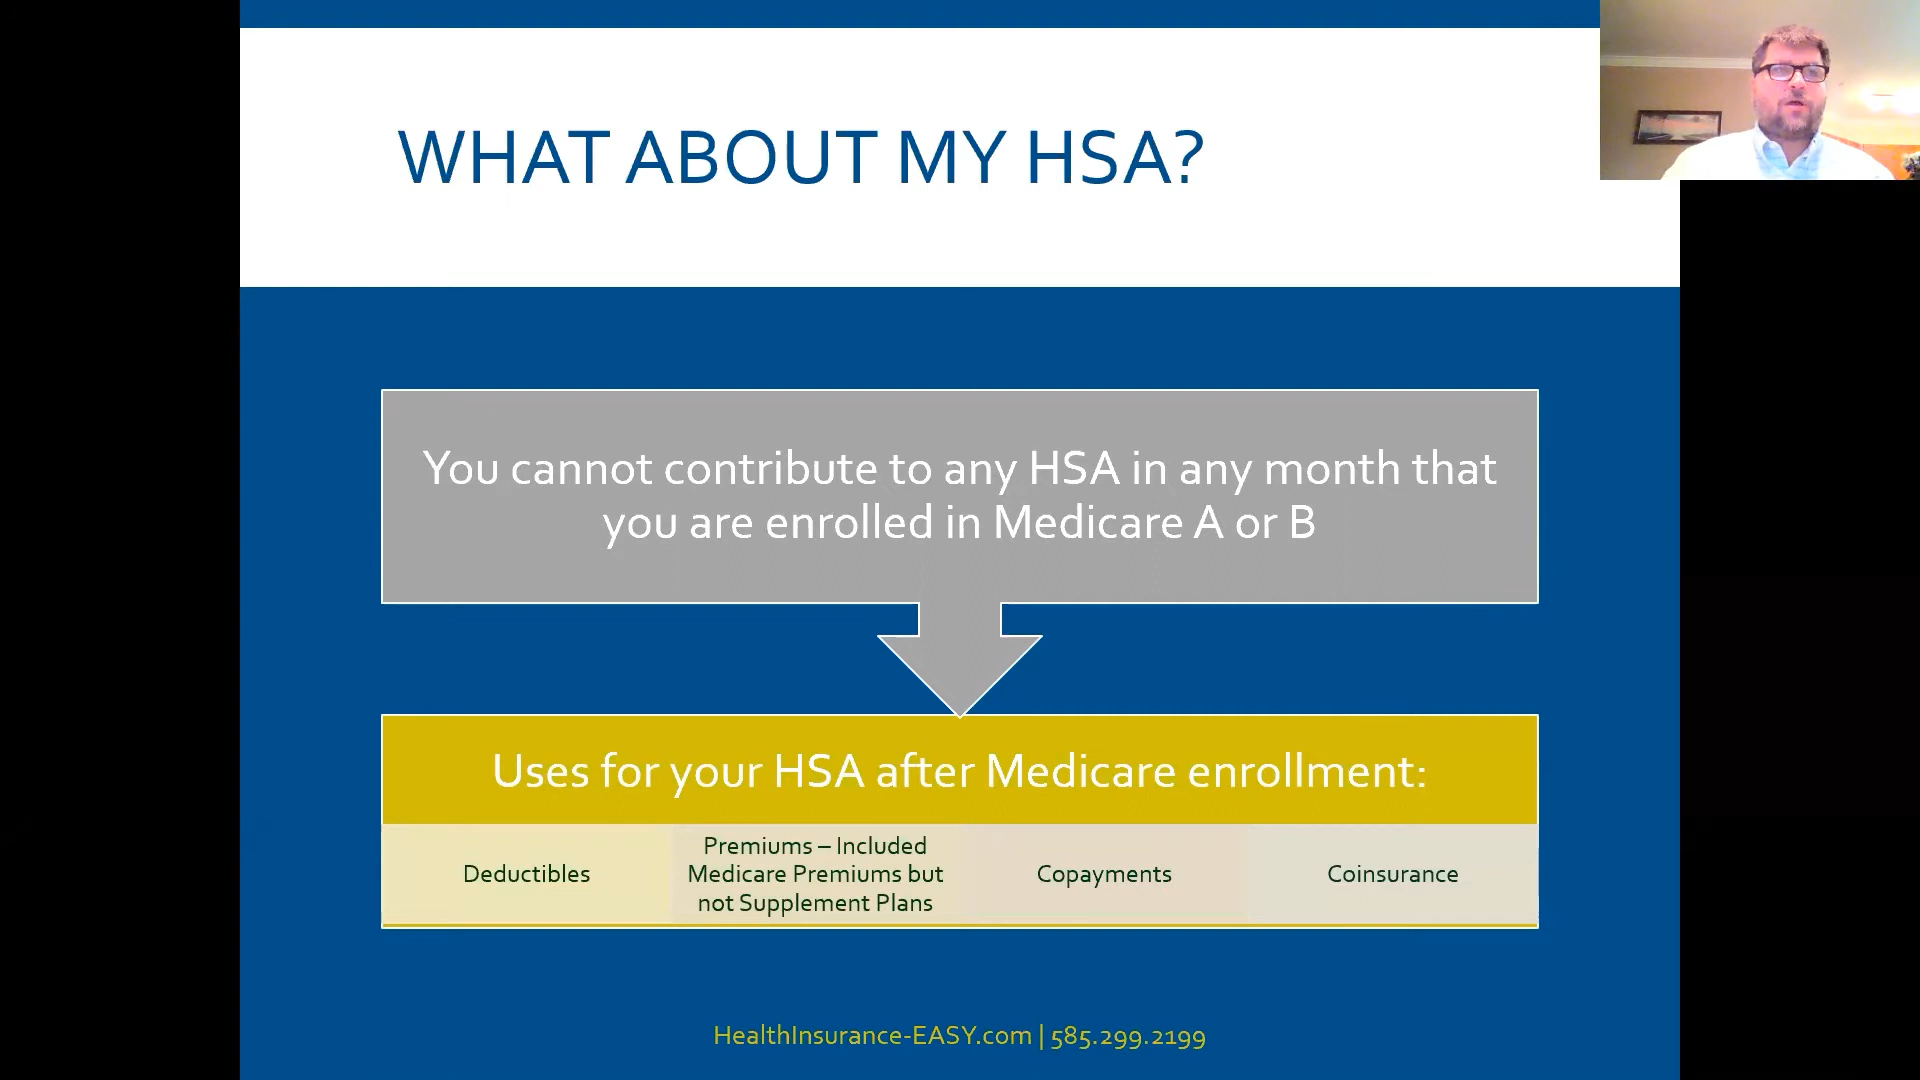 WHAT ABOUT MY HSA?
You cannot contribute to any HSA in any month that
you are enrolled in Medicare A or B
Uses for your HSA after Medicare enrollment:
Deductibles
Premiums – Included
Medicare Premiums but
not Supplement Plans
Copayments
Coinsurance
HealthInsurance-EASY.com | 585.299.2199